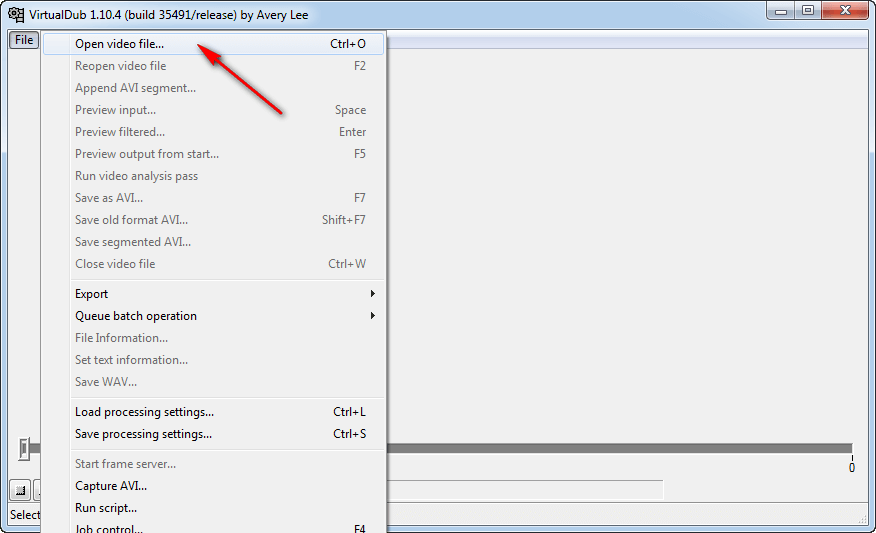 VirtualDub 1.10.4 (build 35491/release) by Avery Lee
File
Open video file... Ctrl+O
Reopen video file F2
Append AVI segment...
Preview input... Space
Preview filtered... Enter
Preview output from start... F5
Run video analysis pass
Save as AVI... F7
Save old format AVI... Shift+F7
Save segmented AVI...
Close video file Ctrl+W
Export
Queue batch operation
File Information...
Set text information...
Save WAV...
Load processing settings... Ctrl+L
Save processing settings... Ctrl+S
Start frame server...
Capture AVI...
Run script...
Job control... F4
0
Select